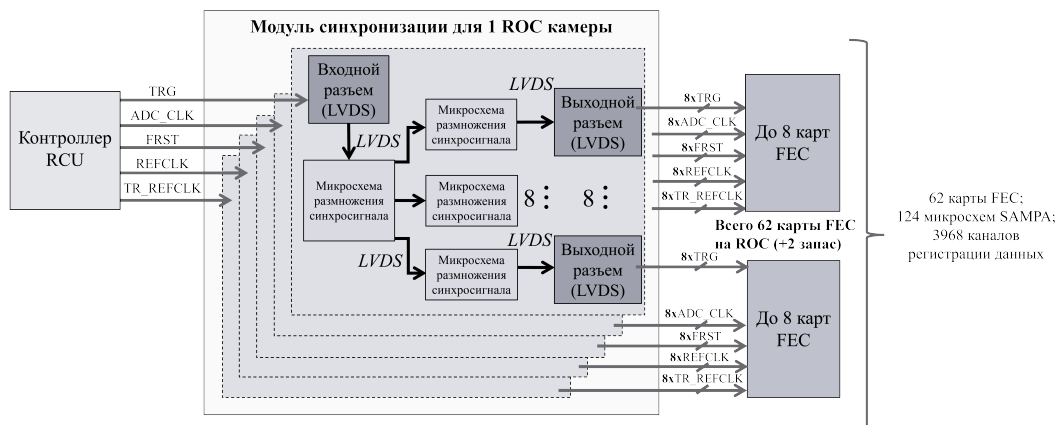 Модуль синхронизации для 1 ROC камеры
Контроллер
RCU
TRG
ADC_CLK
FRST
REFCLK
TR_REFCLK
Входной
разъем
(LVDS)
LVDS
Микросхема
размножения
синхросигнала
LVDS
Микросхема
размножения
синхросигнала
LVDS
Выходной
разъем
(LVDS)
Микросхема
размножения
синхросигнала
8
8
LVDS
Микросхема
размножения
синхросигнала
LVDS
Выходной
разъем
(LVDS)
8xTRG
8xADC_CLK
8xFRST
8xREFCLK
8xTR_REFCLK
До 8 карт
FEC
Всего 62 карты FEC
на ROC (+2 запас)
8xTRG
8xADC_CLK
8xFRST
8xREFCLK
8xTR_REFCLK
До 8 карт
FEC
62 карты FEC;
124 микросхем SAMPA;
3968 каналов
регистрации данных